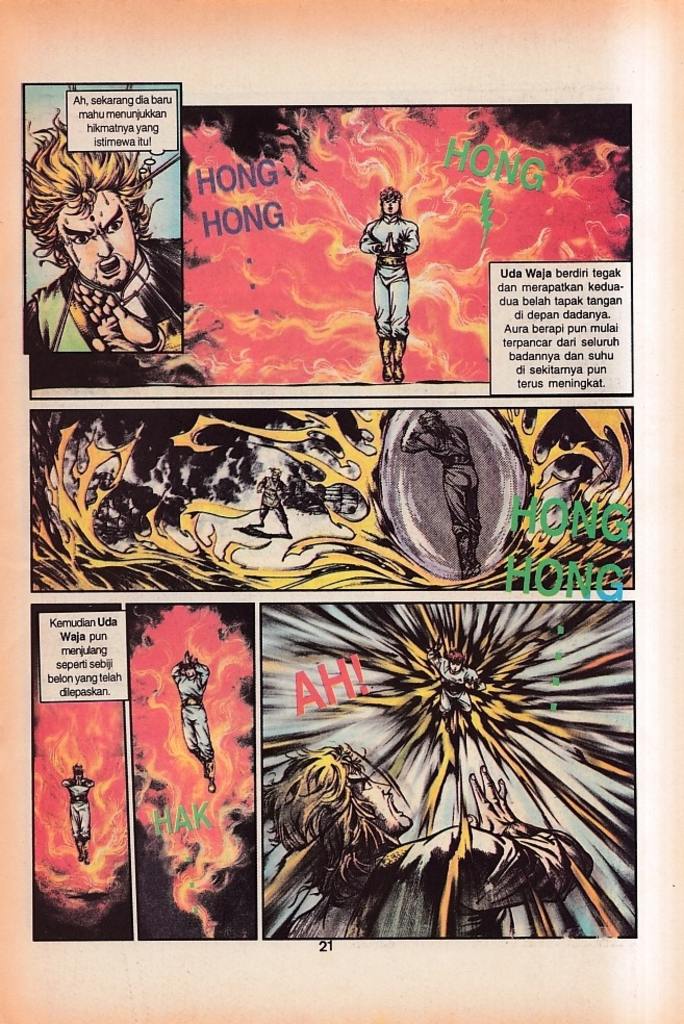 Ah, sekarang dia baru
mahu menunjukkan
hikmatnya yang
istimewa itu!
HONG
HONG
HONG
Uda Waja berdiri tegak
dan merapatkan kedua-
dua belah tapak tangan
di depan dadanya.
Aura berapi pun mulai
terpancar dari seluruh
badannya dan suhu
di sekitarnya pun
terus meningkat.
HONG
HONG
Kemudian Uda
Waja pun
menjulang
seperti sebiji
belon yang telah
dilepaskan.
HAK
AH!
21